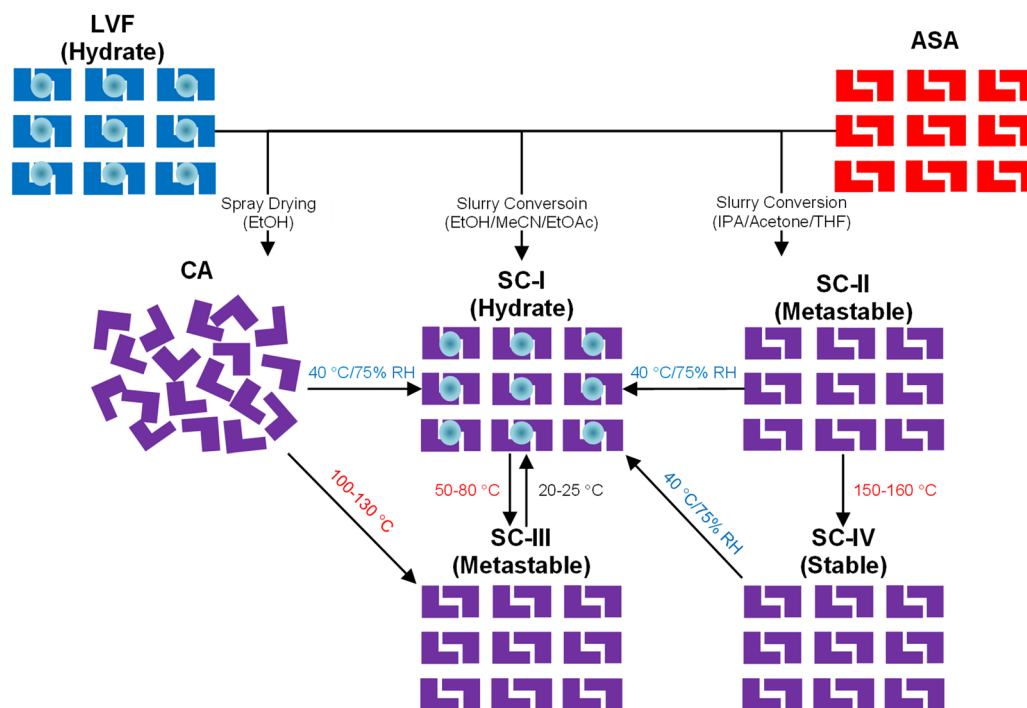 LVF
(Hydrate)
ASA
Spray Drying
(EtOH)
Slurry Conversoin
(EtOH/MeCN/EtOAc)
Slurry Conversion
(IPA/Acetone/THF)
CA
SC-I
(Hydrate)
SC-II
(Metastable)
40 °C/75% RH
40 °C/75% RH
100-130 °C
50-80 °C
20-25 °C
40 °C/75% RH
150-160 °C
SC-III
(Metastable)
SC-IV
(Stable)